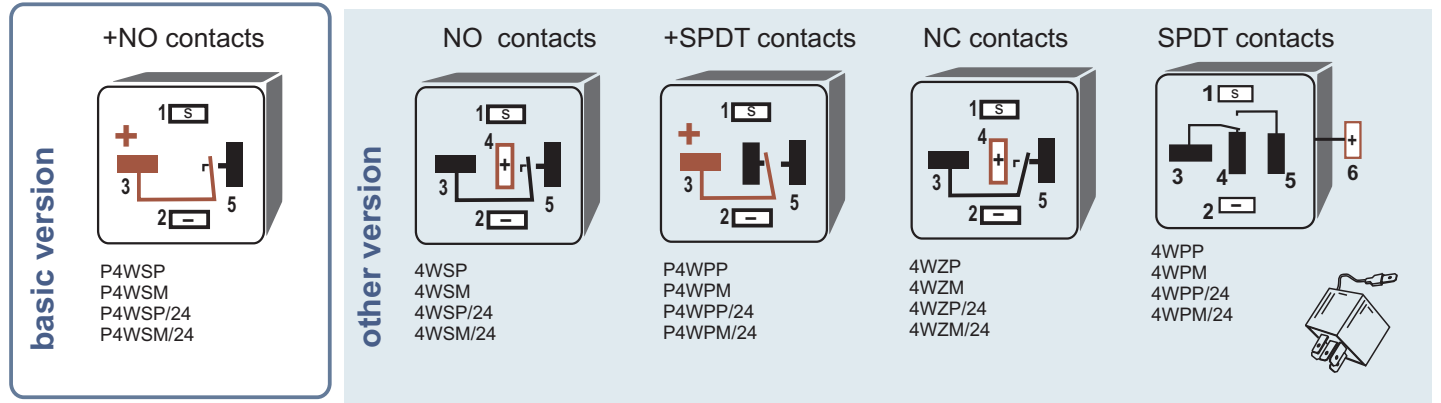 basic version
+NO contacts
1 S
+
3
5
2 –
P4WSP
P4WSM
P4WSP/24
P4WSM/24
other version
NO contacts
1 S
4
+
3
5
2 –
4WSP
4WSM
4WSP/24
4WSM/24
+SPDT contacts
1 S
+
4
3
5
2 –
P4WPP
P4WPM
P4WPP/24
P4WPM/24
NC contacts
1 S
4
+
3
5
2 –
4WZP
4WZM
4WZP/24
4WZM/24
SPDT contacts
1 S
+
3 4 5 6
2 –
4WPP
4WPM
4WPP/24
4WPM/24